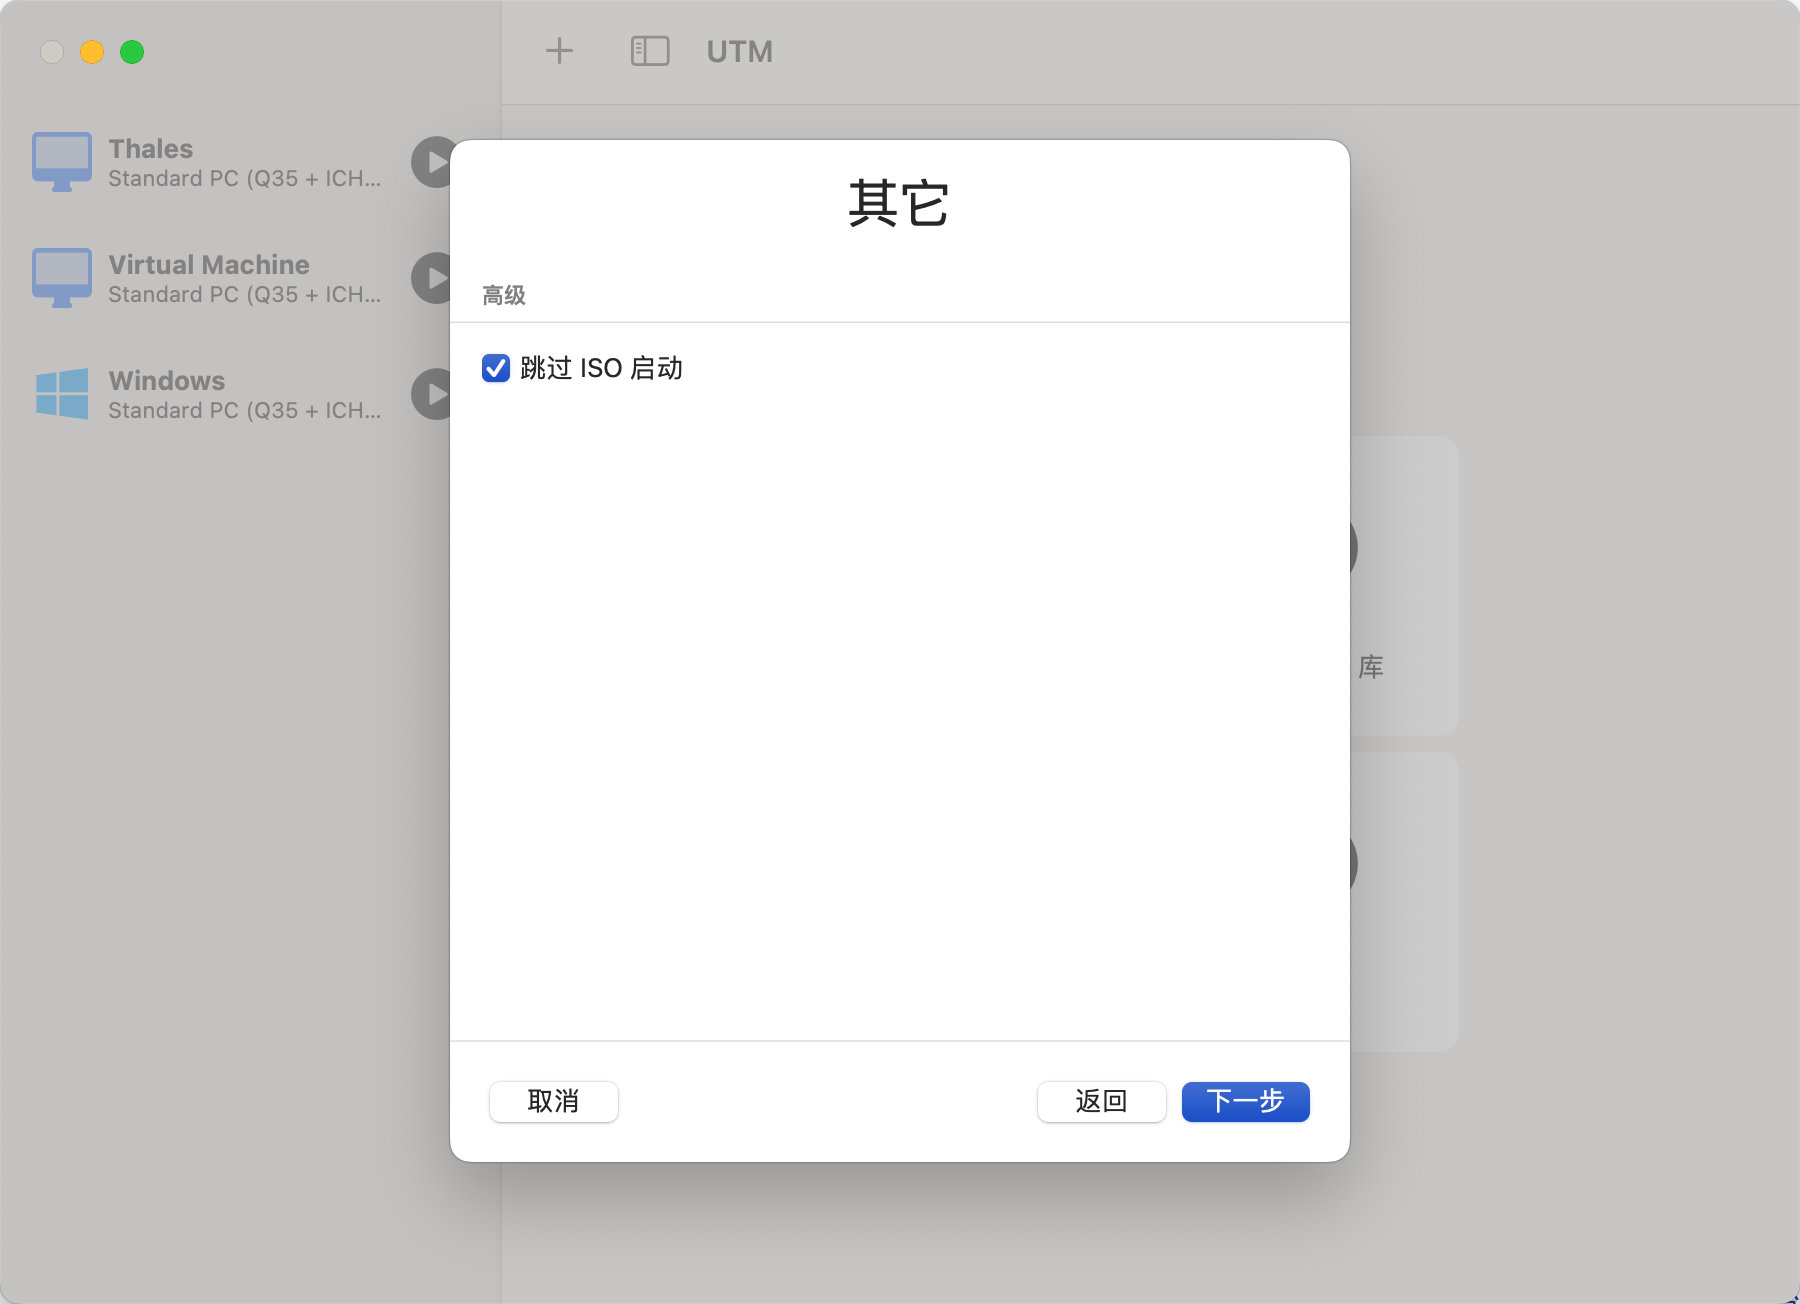 UTM
Thales
Standard PC (Q35 + ICH...
Virtual Machine
Standard PC (Q35 + ICH...
Windows
Standard PC (Q35 + ICH...
其它
高级
跳过 ISO 启动
库
取消
返回
下一步